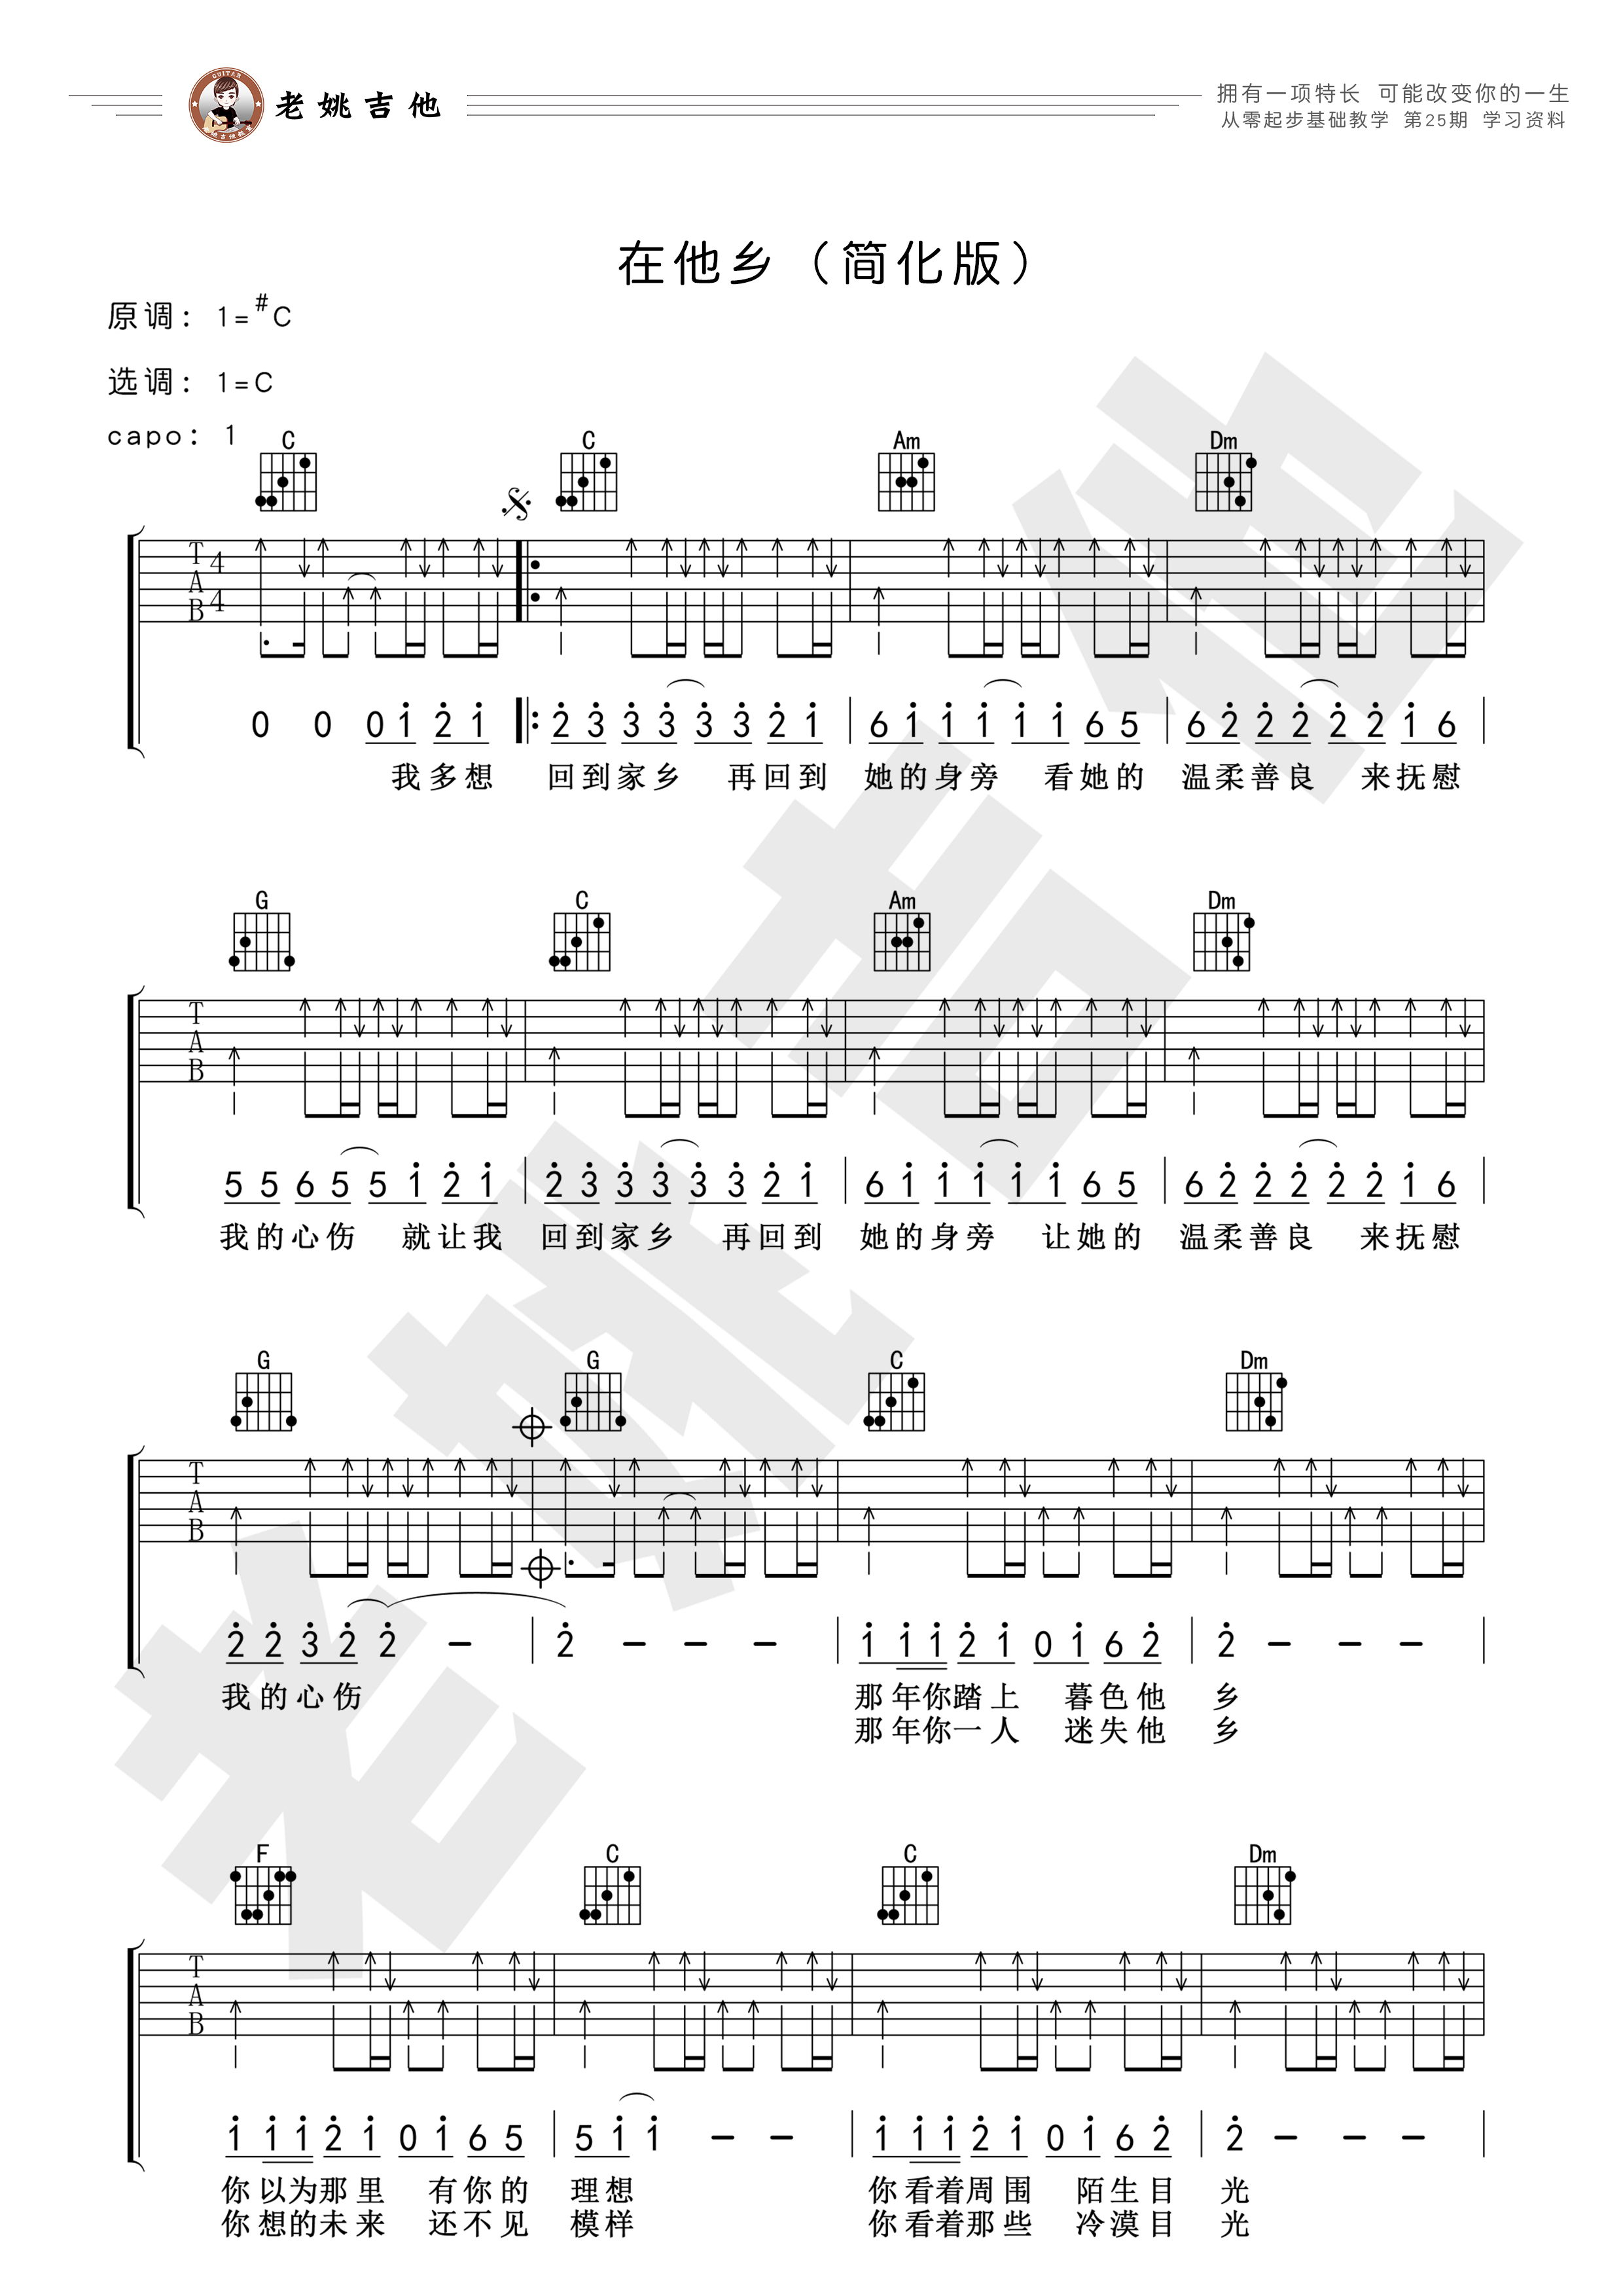 GUITAR
老姚吉他教室
老姚吉他
拥有一项特长 可能改变你的一生
从零起步基础教学 第25期 学习资料
在他乡（简化版）
原调：1=#C
选调：1=C
capo：1
C C Am Dm
T 4
A
B 4
0 0 0 1 2 1 2 3 3 3 3 3 2 1 6 1 1 1 1 1 6 5 6 2 2 2 2 2 1 6
我多想 回到家乡 再回到 她的身旁 看她的 温柔善良 来抚慰
G C Am Dm
T
A
B
5 5 6 5 5 1 2 1 2 3 3 3 3 3 2 1 6 1 1 1 1 1 6 5 6 2 2 2 2 2 1 6
我的心伤 就让我 回到家乡 再回到 她的身旁 让她的 温柔善良 来抚慰
G G C Dm
T
A
B
2 2 3 2 2 – 2 – – – 1 1 1 2 1 0 1 6 2 2 – – –
我的心伤 那年你踏上 暮色他乡
那年你一人 迷失他乡
F C C Dm
T
A
B
1 1 1 2 1 0 1 6 5 5 1 1 – – 1 1 1 2 1 0 1 6 2 2 – – –
你以为那里 有你的理想 你看着周围 陌生目光
你想的未来 还不见模样 你看着那些 冷漠目光
老姚吉他